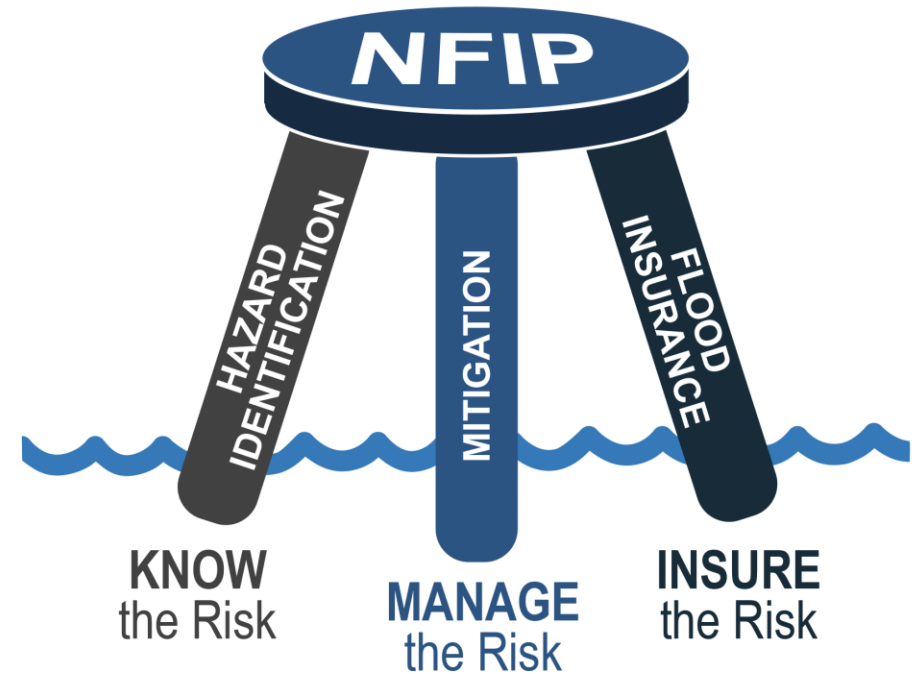 NFIP
HAZARD
IDENTIFICATION
MITIGATION
FLOOD
INSURANCE
KNOW
the Risk
MANAGE
the Risk
INSURE
the Risk